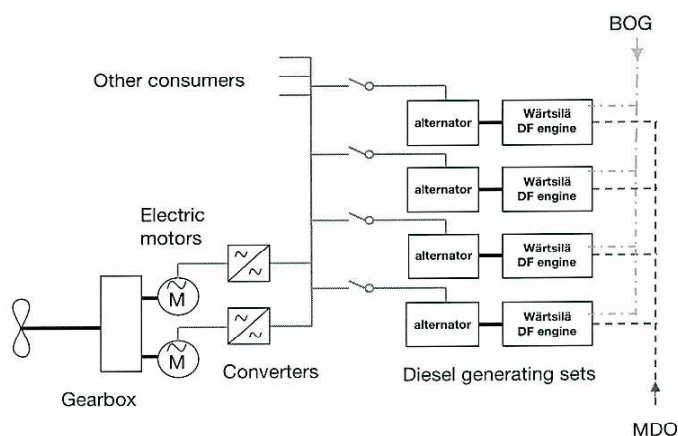 BOG
Other consumers
alternator
Wärtsilä
DF engine
alternator
Wärtsilä
DF engine
Electric
motors
alternator
Wärtsilä
DF engine
M
alternator
Wärtsilä
DF engine
M
Converters
Diesel generating sets
Gearbox
MDO